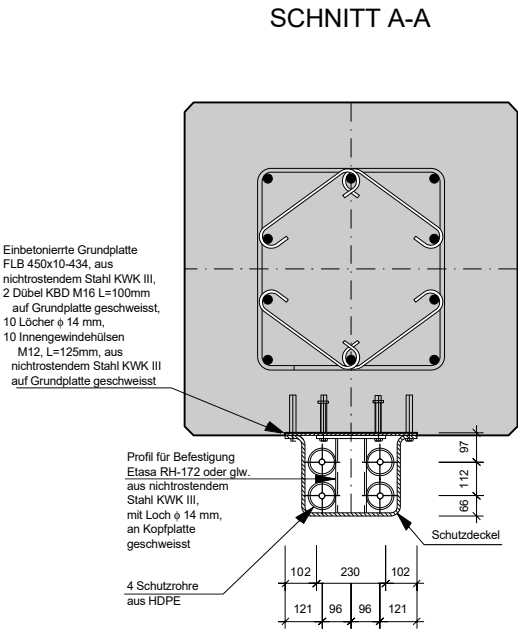 SCHNITT A-A
Einbetonierte Grundplatte
FLB 450x10-434, aus
nichtrostendem Stahl KWK III,
2 Dübel KBD M16 L=100mm
auf Grundplatte geschweisst,
10 Löcher ϕ 14 mm,
10 Innengewindehülsen
M12, L=125mm, aus
nichtrostendem Stahl KWK III
auf Grundplatte geschweisst
Profil für Befestigung
Etasa RH-172 oder glw.
aus nichtrostendem
Stahl KWK III,
mit Loch ϕ 14 mm,
an Kopfplatte
geschweisst
97
112
66
Schutzdeckel
4 Schutzrohre
aus HDPE
102 230 102
121 96 96 121